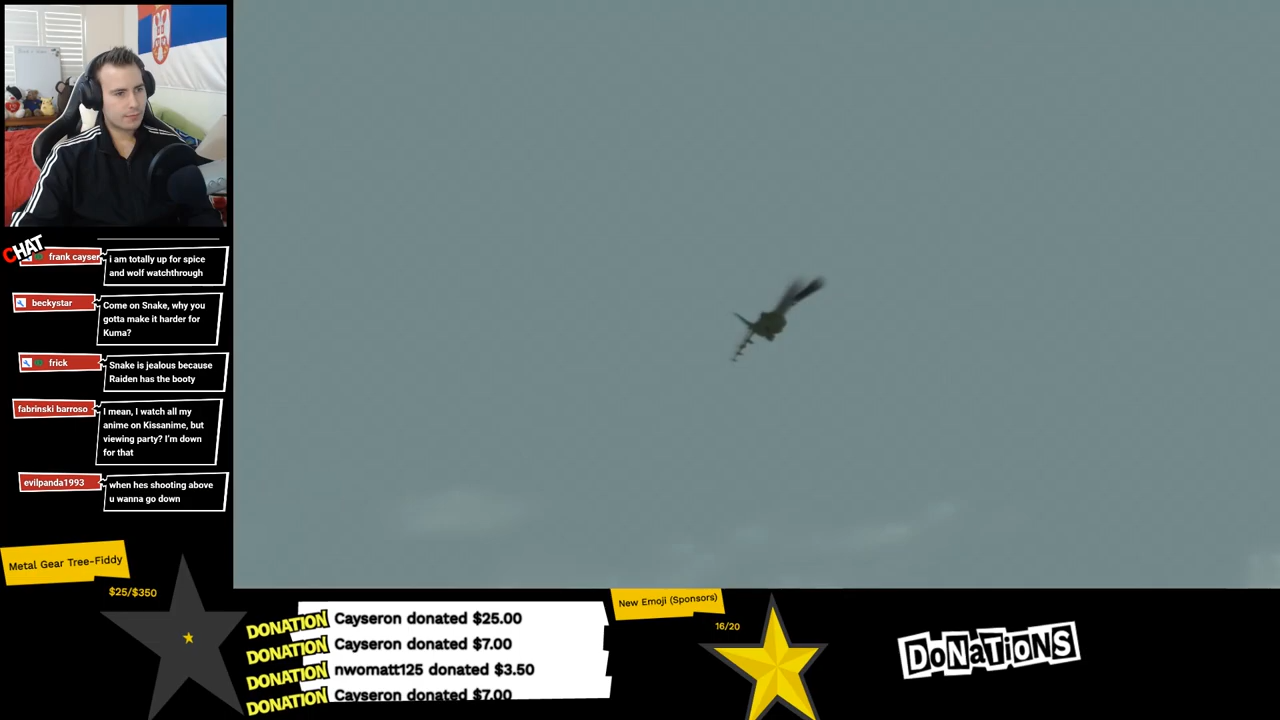 CHAT
frank cayser
i am totally up for spice
and wolf watchthrough
beckystar
Come on Snake, why you
gotta make it harder for
Kuma?
frick
Snake is jealous because
Raiden has the booty
fabrinski barroso
I mean, I watch all my
anime on Kissanime, but
viewing party? I'm down
for that
evilpanda1993
when hes shooting above
u wanna go down
Metal Gear Tree-Fiddy
$25/$350
DONATION Cayseron donated $25.00
DONATION Cayseron donated $7.00
DONATION nwomatt125 donated $3.50
DONATION Cayseron donated $7.00
New Emoji (Sponsors)
16/20
DoNaTiONS